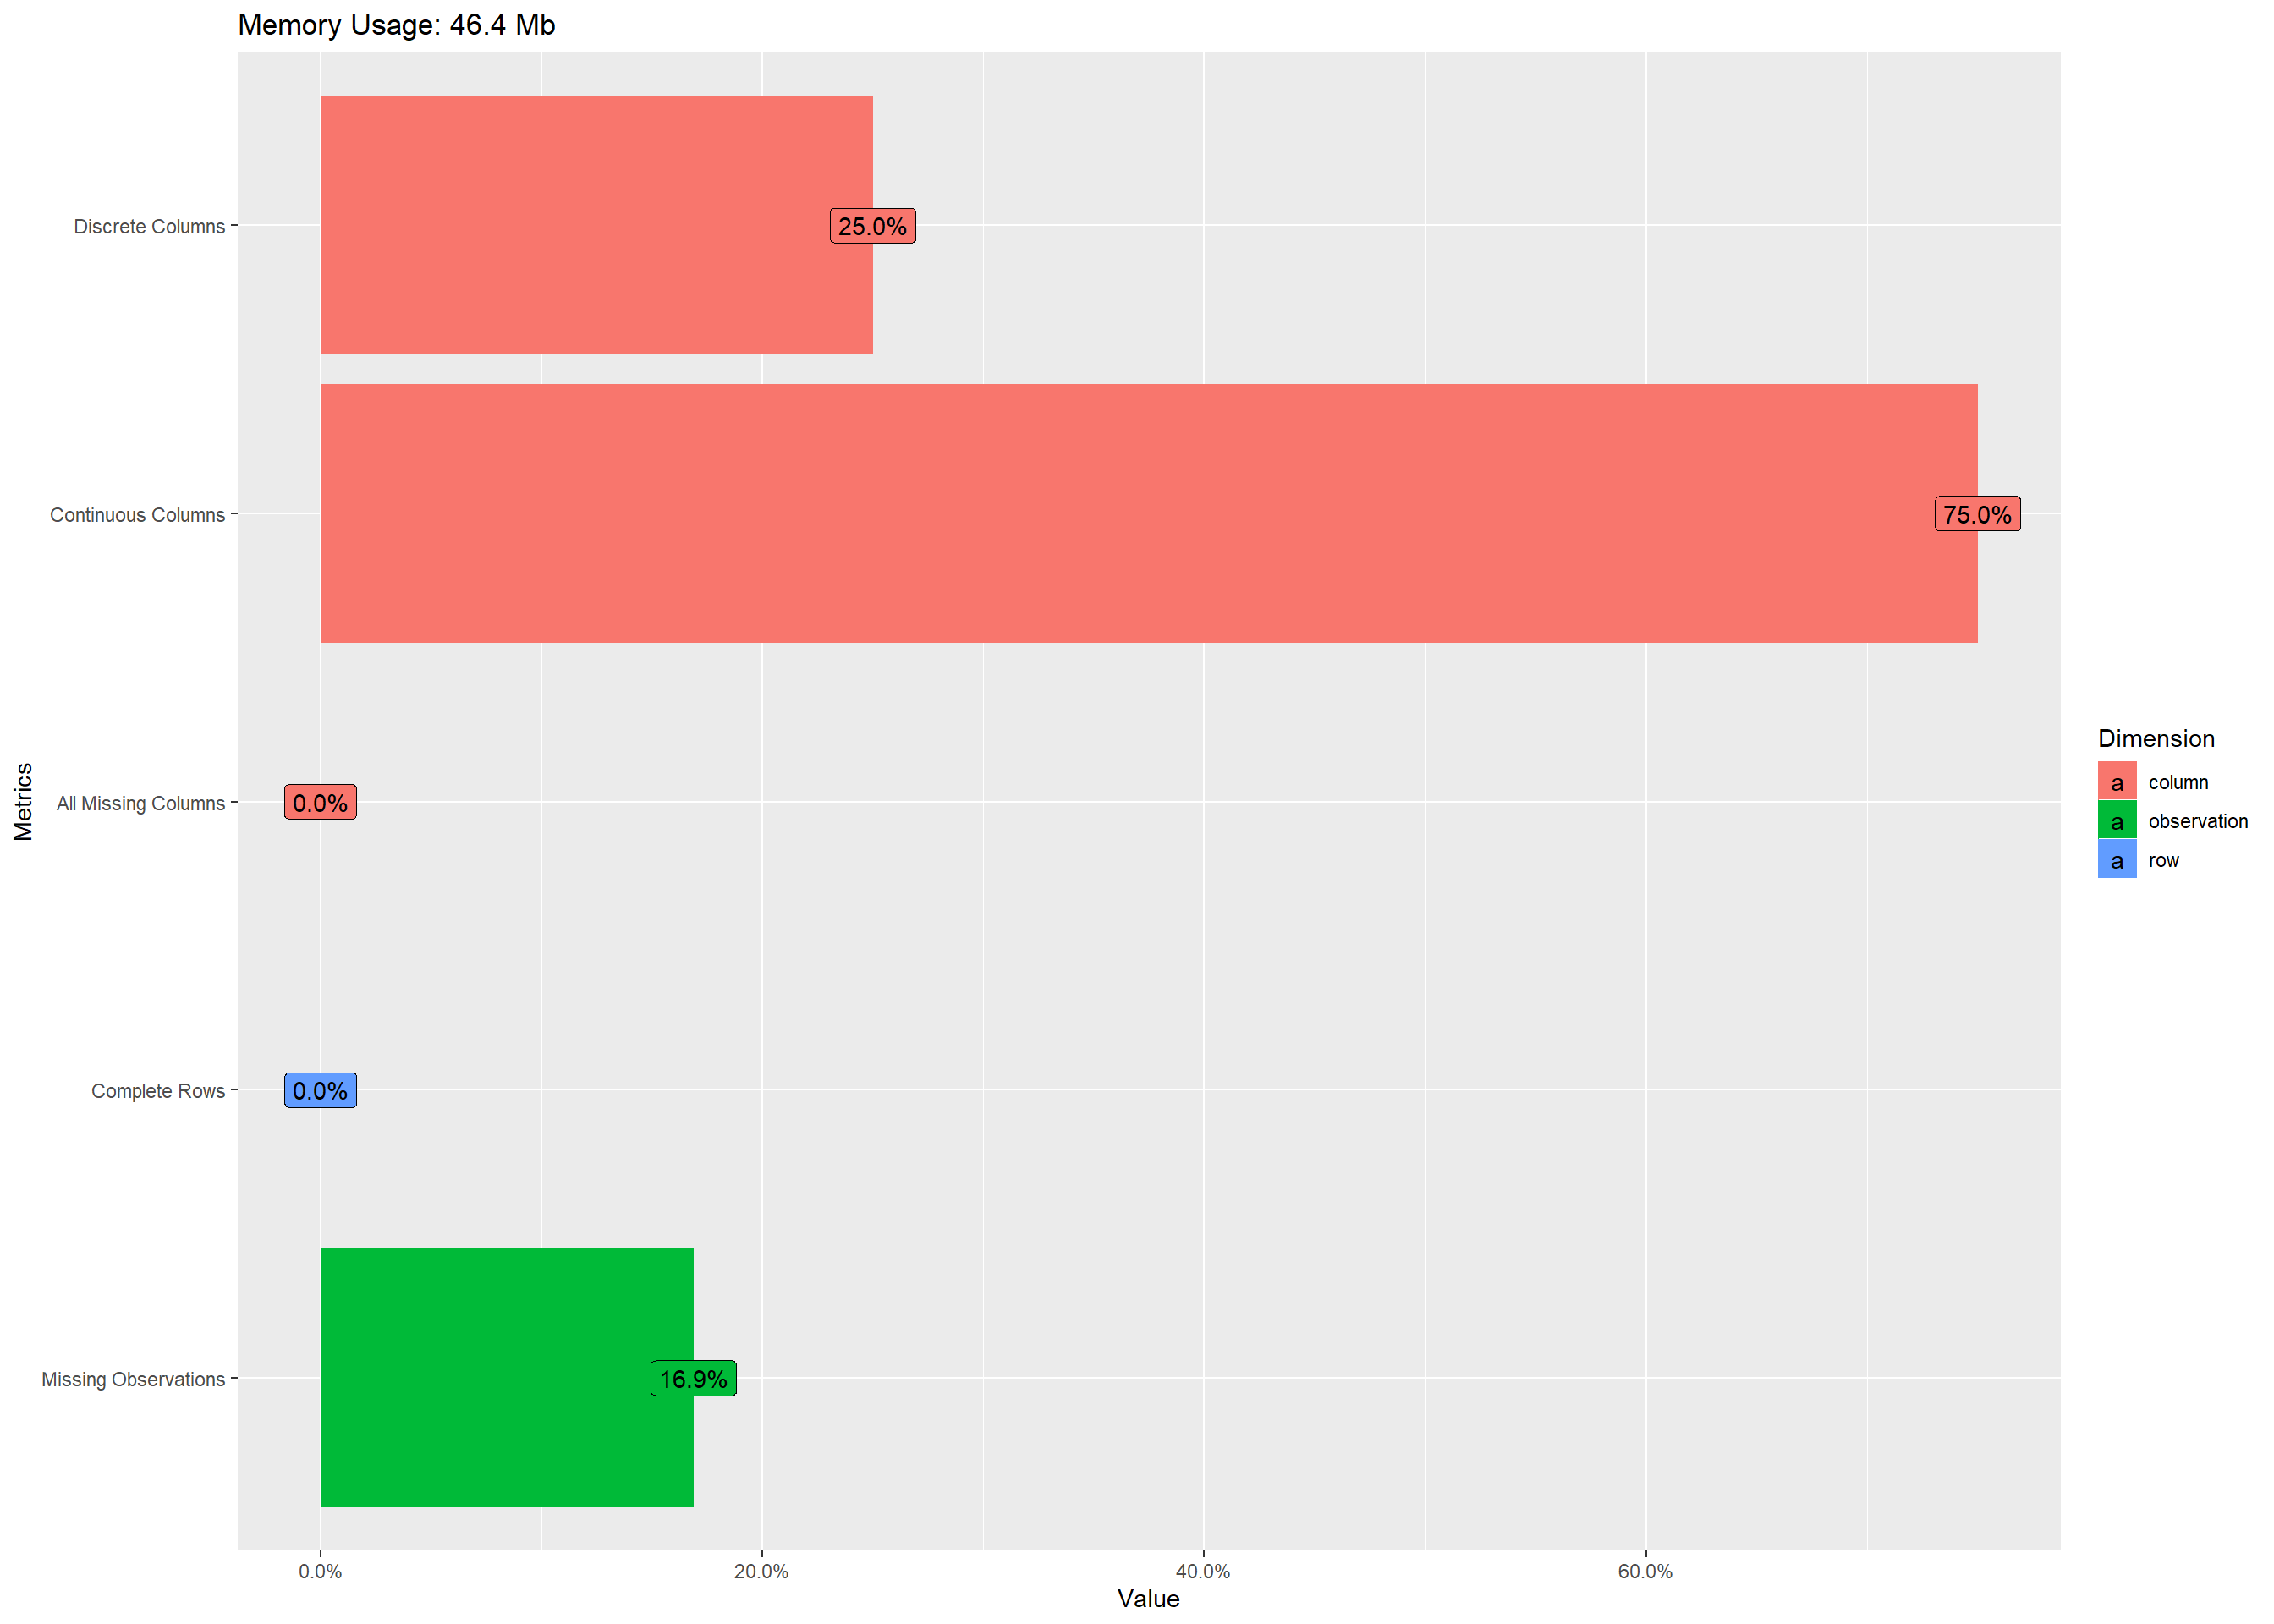 Memory Usage: 46.4 Mb
Discrete Columns
25.0%
Continuous Columns
75.0%
All Missing Columns
0.0%
Complete Rows
0.0%
Missing Observations
16.9%
Metrics
0.0%
20.0%
40.0%
60.0%
Value
Dimension
a column
a observation
a row